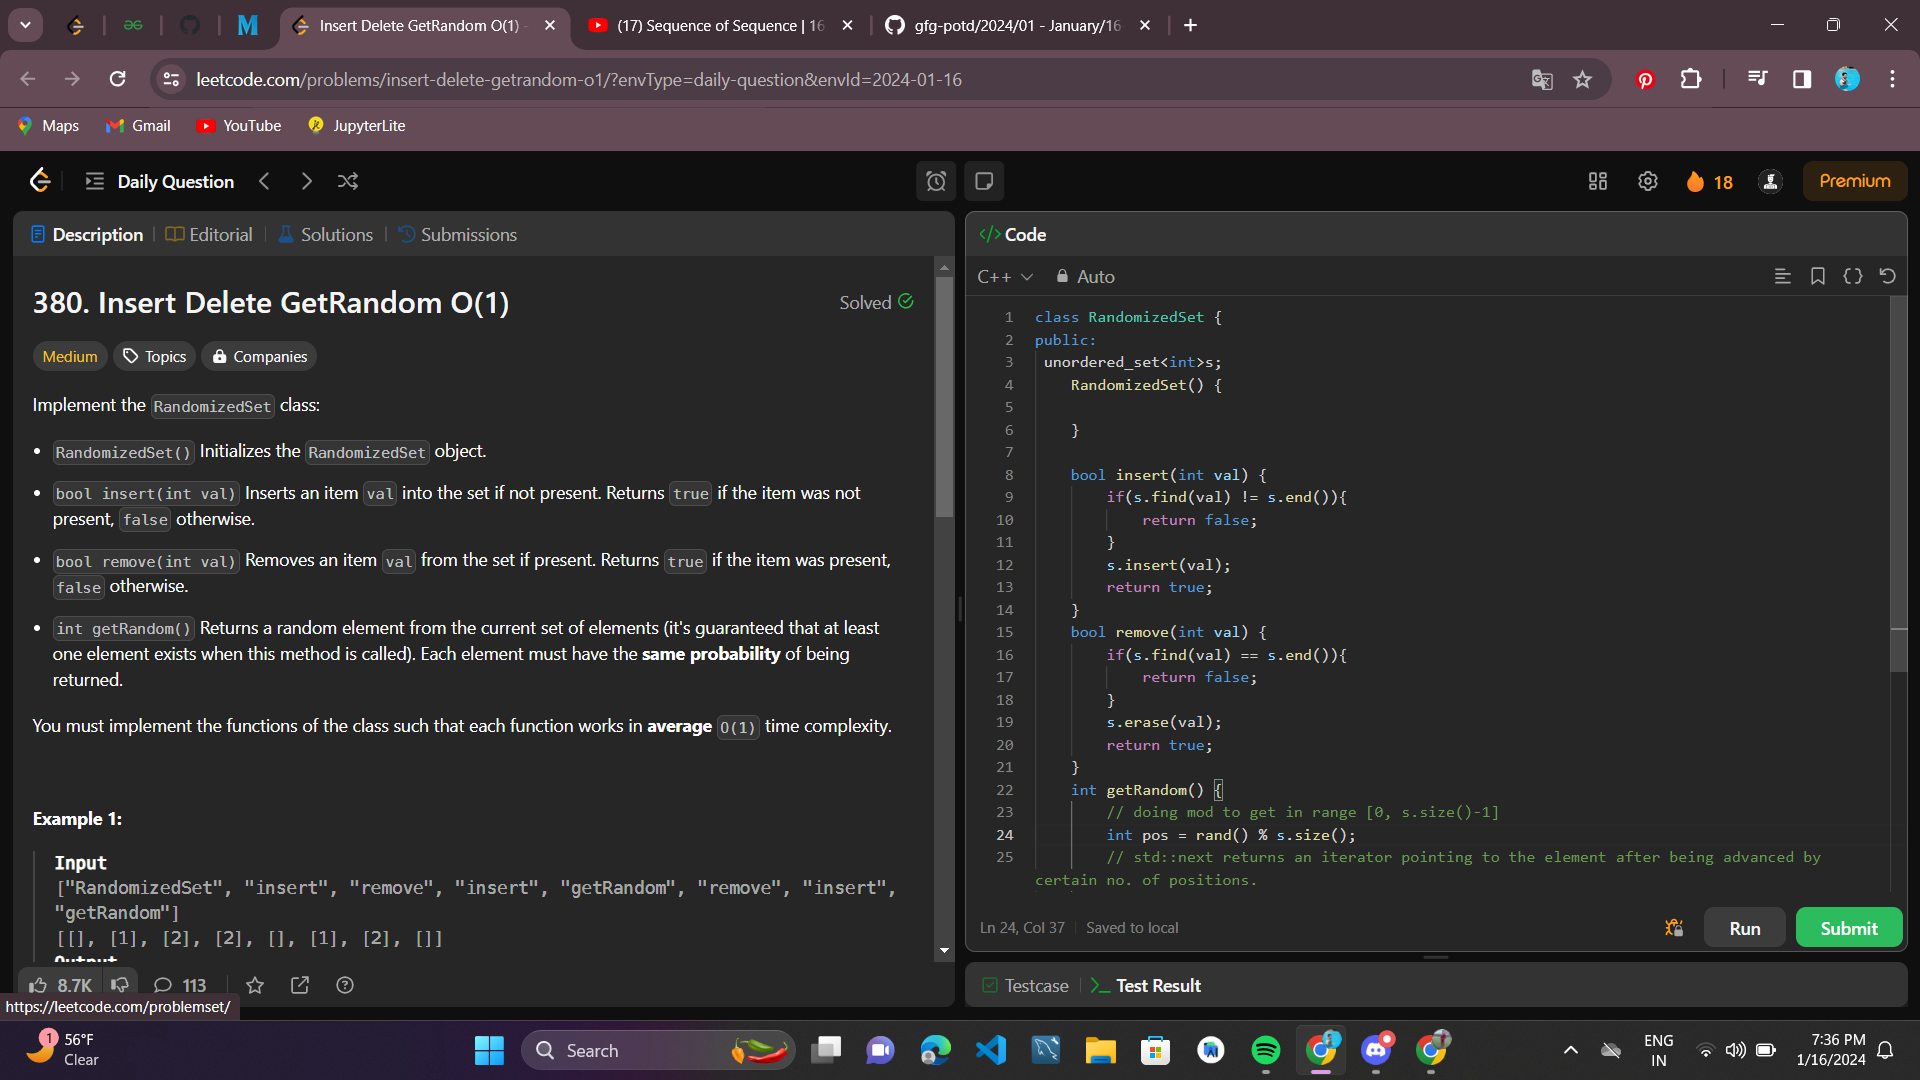 Insert Delete GetRandom O(1) -
(17) Sequence of Sequence | 16
gfg-potd/2024/01 - January/16
leetcode.com/problems/insert-delete-getrandom-o1/?envType=daily-question&envId=2024-01-16
Maps
Gmail
YouTube
JupyterLite
Daily Question
18
Premium
Description
Editorial
Solutions
Submissions
380. Insert Delete GetRandom O(1)
Solved
Medium
Topics
Companies
Implement the RandomizedSet class:
• RandomizedSet() Initializes the RandomizedSet object.
• bool insert(int val) Inserts an item val into the set if not present. Returns true if the item was not
present, false otherwise.
• bool remove(int val) Removes an item val from the set if present. Returns true if the item was present,
false otherwise.
• int getRandom() Returns a random element from the current set of elements (it's guaranteed that at least
one element exists when this method is called). Each element must have the same probability of being
returned.
You must implement the functions of the class such that each function works in average O(1) time complexity.
Example 1:
Input
["RandomizedSet", "insert", "remove", "insert", "getRandom", "remove", "insert",
"getRandom"]
[[], [1], [2], [2], [], [1], [2], []]
Output
8.7K
113
https://leetcode.com/problemset/
</> Code
C++
Auto
1 class RandomizedSet {
2 public:
3 unordered_set<int>s;
4 RandomizedSet() {
5
6 }
7
8 bool insert(int val) {
9 if(s.find(val) != s.end()){
10 return false;
11 }
12 s.insert(val);
13 return true;
14 }
15 bool remove(int val) {
16 if(s.find(val) == s.end()){
17 return false;
18 }
19 s.erase(val);
20 return true;
21 }
22 int getRandom() {
23 // doing mod to get in range [0, s.size()-1]
24 int pos = rand() % s.size();
25 // std::next returns an iterator pointing to the element after being advanced by
certain no. of positions.
Ln 24, Col 37
Saved to local
Run
Submit
Testcase
Test Result
1
56°F
Clear
Search
ENG
IN
7:36 PM
1/16/2024